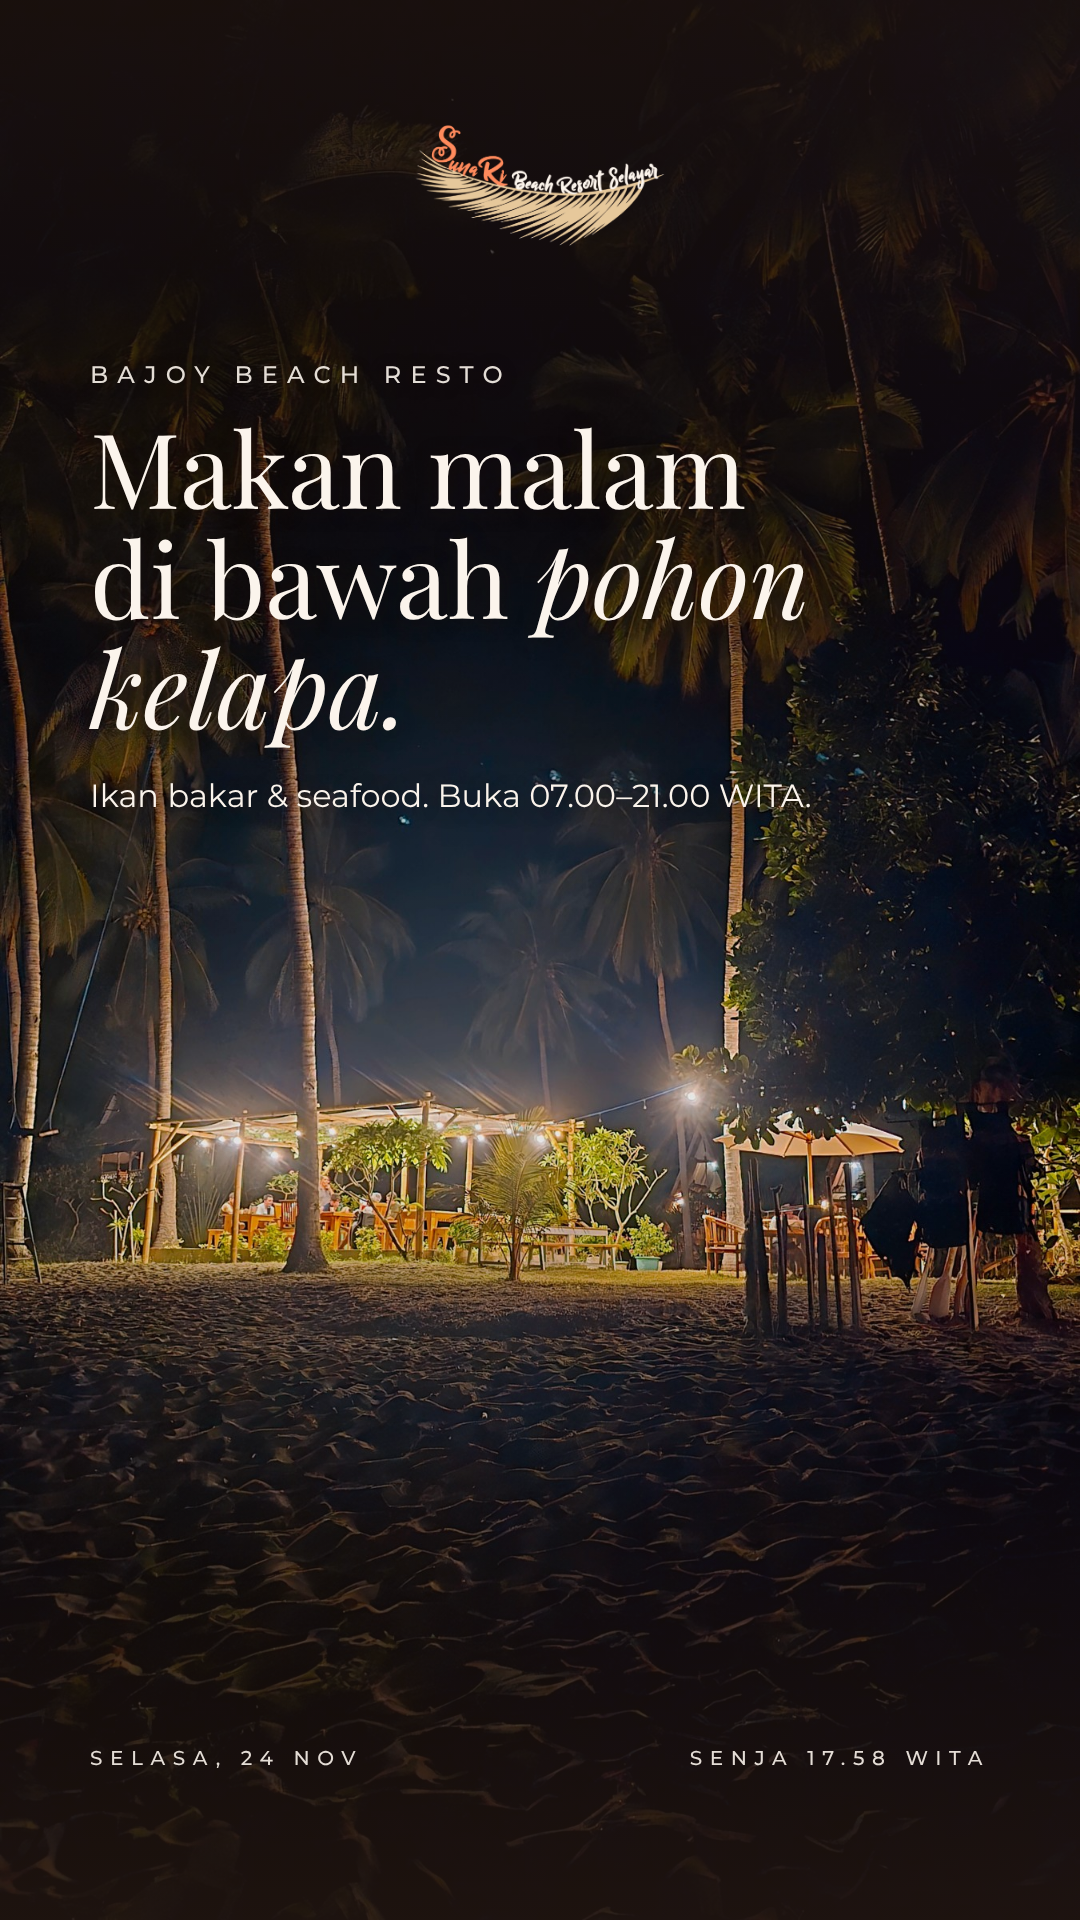 SunaRi Beach Resort Selayar
BAJOY BEACH RESTO
Makan malam
di bawah pohon
kelapa.
Ikan bakar & seafood. Buka 07.00–21.00 WITA.
SELASA, 24 NOV
SENJA 17.58 WITA